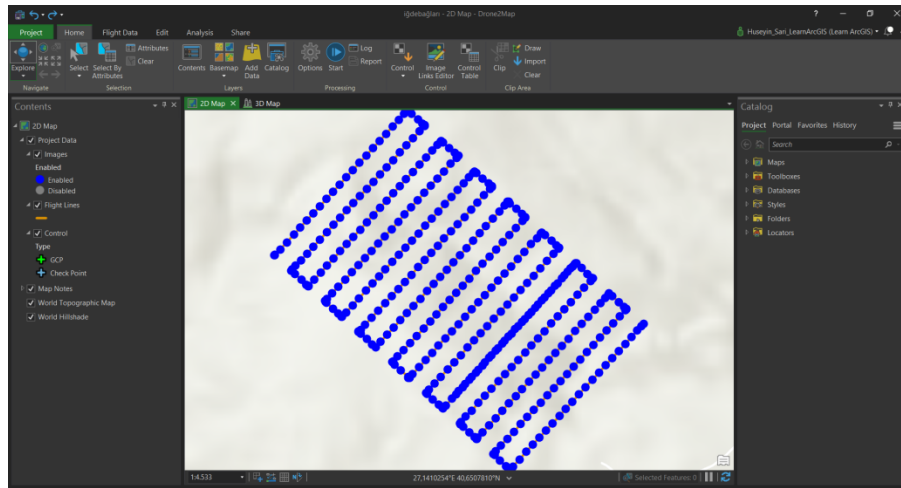 iğdebağlan - 2D Map - Drone2Map
? – X
Project Home Flight Data Edit Analysis Share
Huseyin_Sari_LearnArcGIS (Learn ArcGIS)
Explore
Select
Select By Attributes
Attributes
Clear
Contents
Basemap
Add Data
Catalog
Options
Start
Log
Report
Control
Image Links Editor
Control Table
Clip
Draw
Import
Clear
Navigate
Selection
Layers
Processing
Control
Clip Area
Contents
2D Map
3D Map
Catalog
Project Portal Favorites History
Search
2D Map
Project Data
Images
Enabled
Enabled
Disabled
Flight Lines
Control
Type
GCP
Check Point
Map Notes
World Topographic Map
World Hillshade
Maps
Toolboxes
Databases
Styles
Folders
Locators
1:4.533
27,1410254°E 40,6507810°N
Selected Features: 0